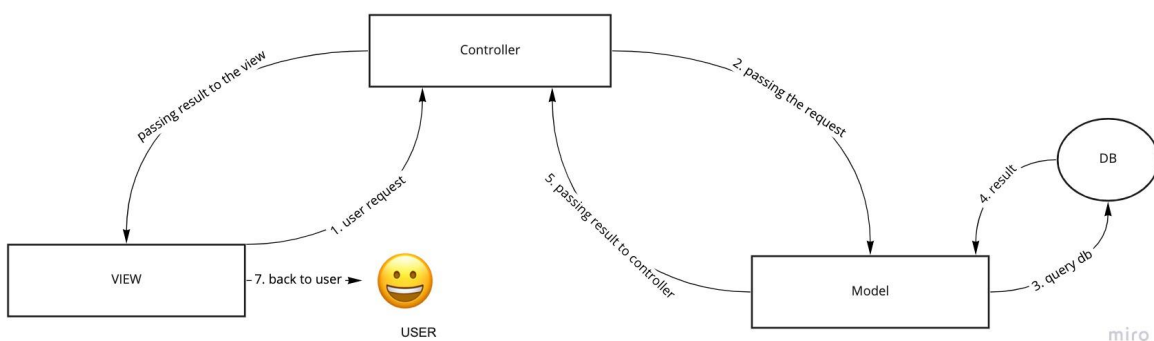 Controller
passing result to the view
2. passing the request
DB
4. result
5. passing result to controller
1. user request
3. query db
VIEW
7. back to user
Model
USER
miro